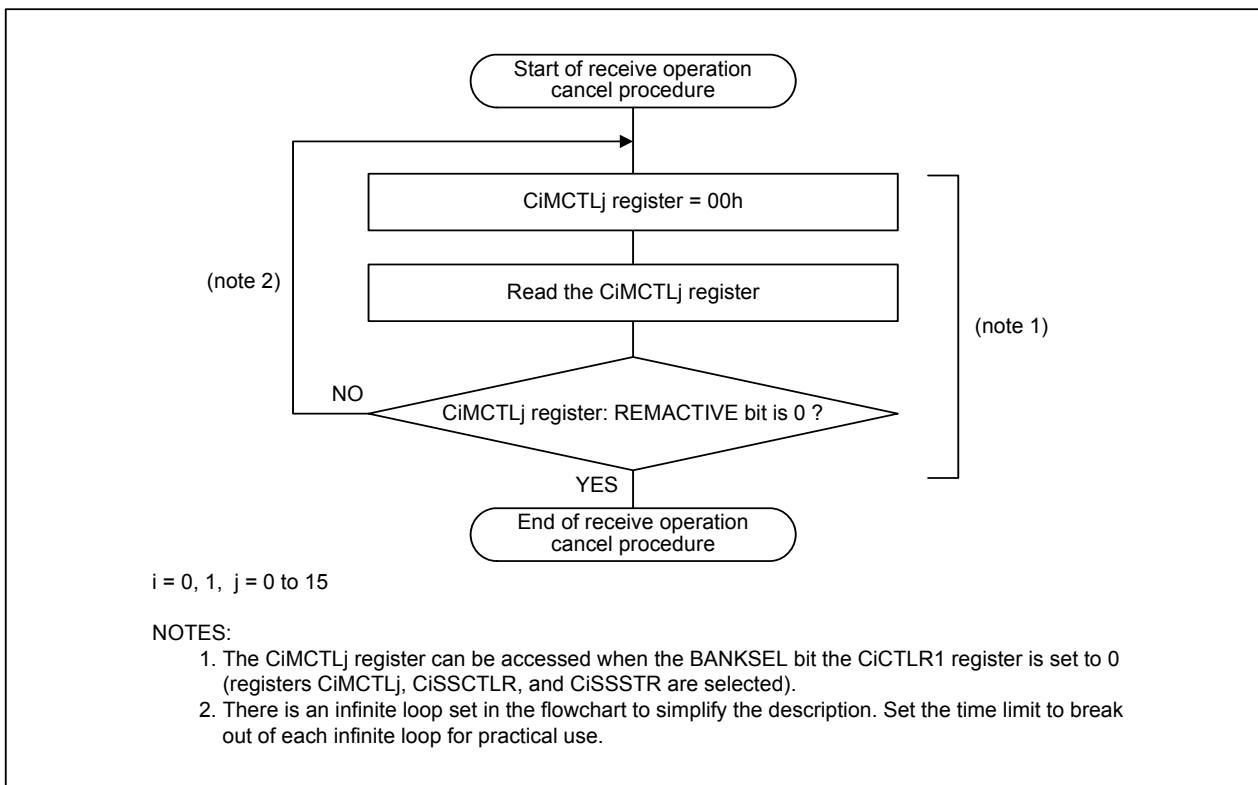 Start of receive operation
cancel procedure
CiMCTLj register = 00h
(note 2)
Read the CiMCTLj register
(note 1)
NO
CiMCTLj register: REMACTIVE bit is 0 ?
YES
End of receive operation
cancel procedure
i = 0, 1, j = 0 to 15
NOTES:
1. The CiMCTLj register can be accessed when the BANKSEL bit the CiCTLR1 register is set to 0
(registers CiMCTLj, CiSSCTLR, and CiSSSTR are selected).
2. There is an infinite loop set in the flowchart to simplify the description. Set the time limit to break
out of each infinite loop for practical use.